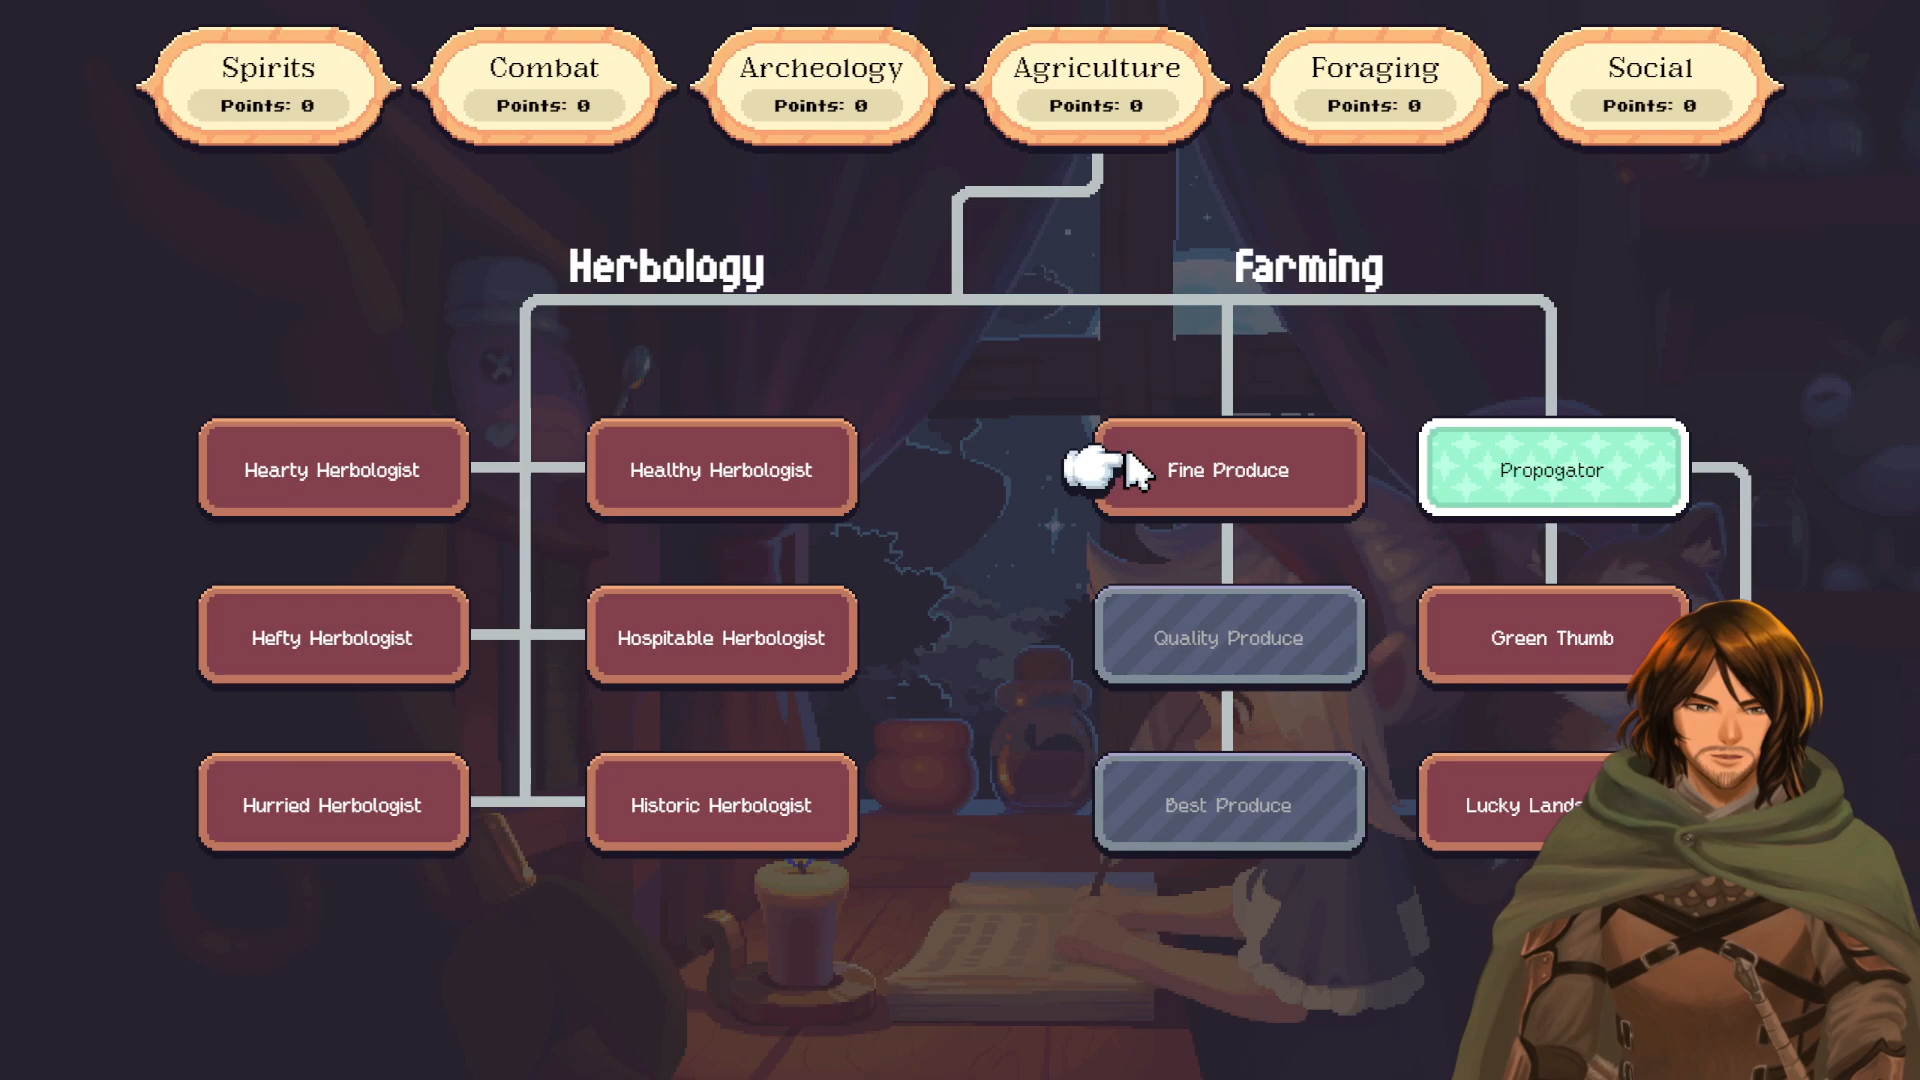 Spirits
Points: 0
Combat
Points: 0
Archeology
Points: 0
Agriculture
Points: 0
Foraging
Points: 0
Social
Points: 0
Herbology
Farming
Hearty Herbologist
Healthy Herbologist
Fine Produce
Propogator
Hefty Herbologist
Hospitable Herbologist
Quality Produce
Green Thumb
Hurried Herbologist
Historic Herbologist
Best Produce
Lucky Lands